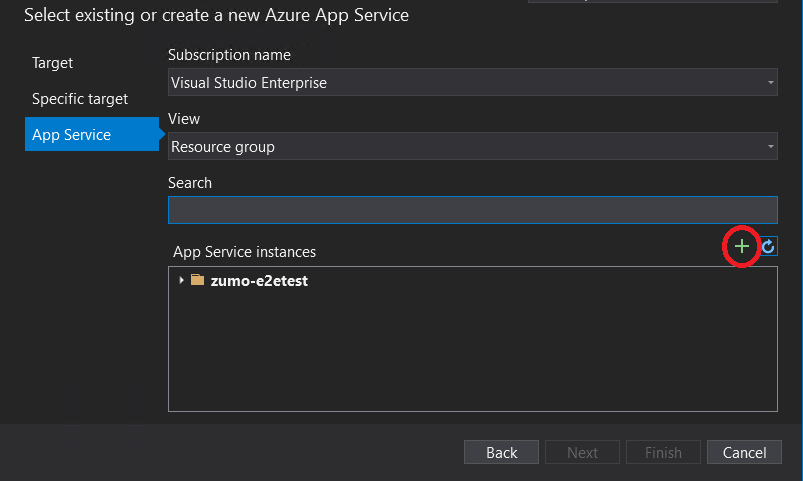 Select existing or create a new Azure App Service
Target
Specific target
App Service
Subscription name
Visual Studio Enterprise
View
Resource group
Search
App Service instances
zumo-e2etest
Back
Next
Finish
Cancel